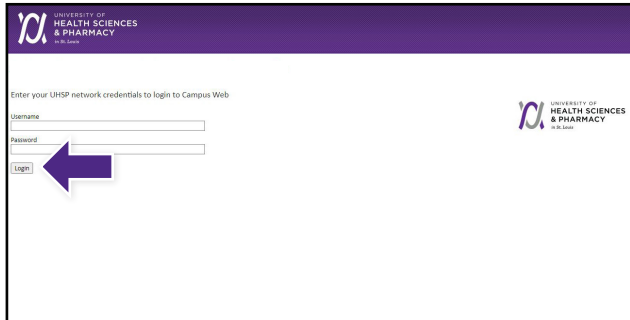 UNIVERSITY OF
HEALTH SCIENCES
& PHARMACY
in St. Louis
Enter your UHSP network credentials to login to Campus Web
UNIVERSITY OF
HEALTH SCIENCES
& PHARMACY
in St. Louis
Username
Password
Login